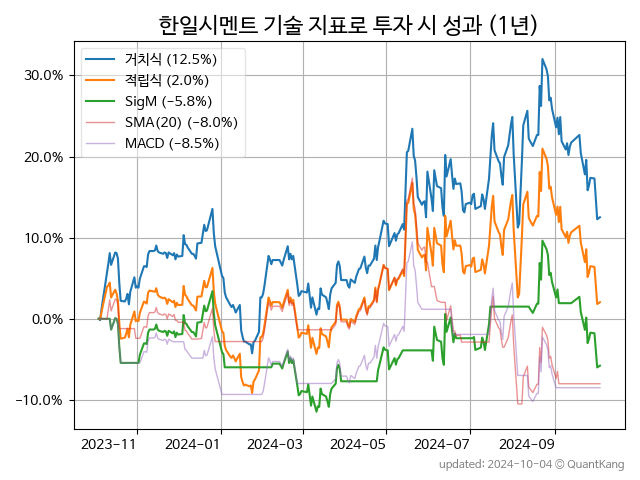 한일시멘트 기술 지표로 투자 시 성과 (1년)
거치식 (12.5%)
적립식 (2.0%)
SigM (-5.8%)
SMA(20) (-8.0%)
MACD (-8.5%)
30.0%
20.0%
10.0%
0.0%
-10.0%
2023-11 2024-01 2024-03 2024-05 2024-07 2024-09
updated: 2024-10-04 © QuantKang